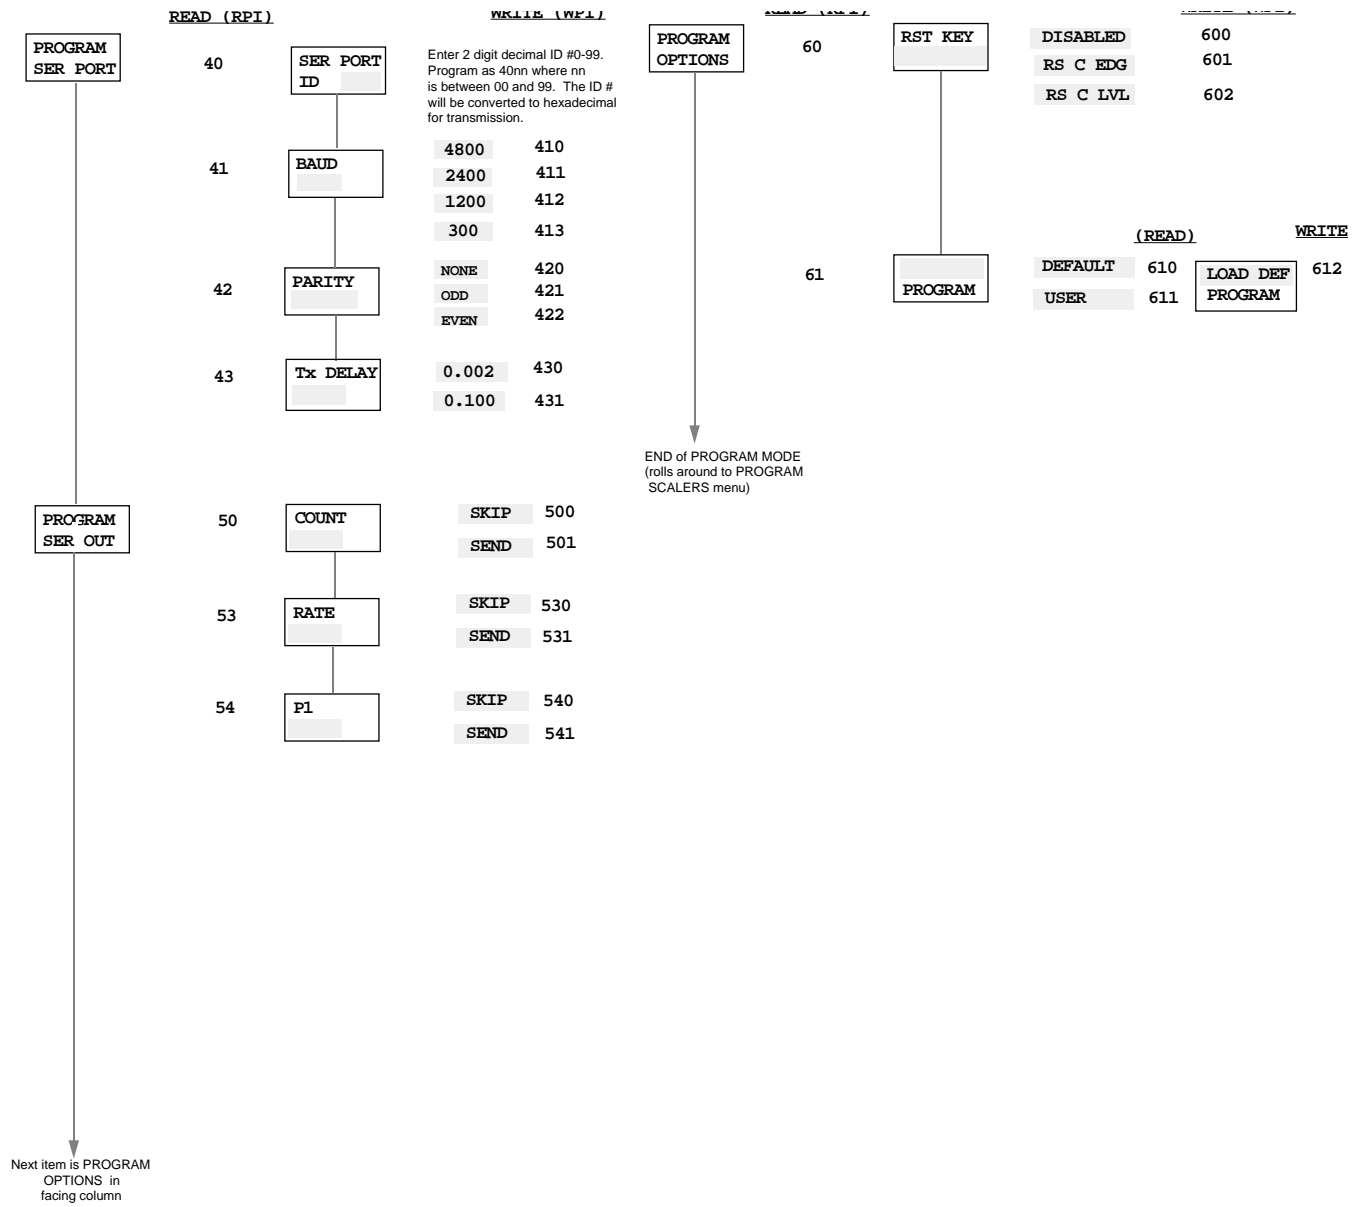 READ (RPI)
WRITE (WPI)
PROGRAM
SER PORT
40
SER PORT
ID
Enter 2 digit decimal ID #0-99.
Program as 40nn where nn
is between 00 and 99.  The ID #
will be converted to hexadecimal
for transmission.
41
BAUD
4800 410
2400 411
1200 412
300 413
42
PARITY
NONE 420
ODD 421
EVEN 422
43
Tx DELAY
0.002 430
0.100 431
PROGRAM
SER OUT
50
COUNT
SKIP 500
SEND 501
53
RATE
SKIP 530
SEND 531
54
P1
SKIP 540
SEND 541
Next item is PROGRAM
OPTIONS in
facing column
READ (RPI)
WRITE (WPI)
PROGRAM
OPTIONS
60
RST KEY
DISABLED 600
RS C EDG 601
RS C LVL 602
(READ)
WRITE
61
PROGRAM
DEFAULT 610
USER 611
LOAD DEF
PROGRAM
612
END of PROGRAM MODE
(rolls around to PROGRAM
SCALERS menu)